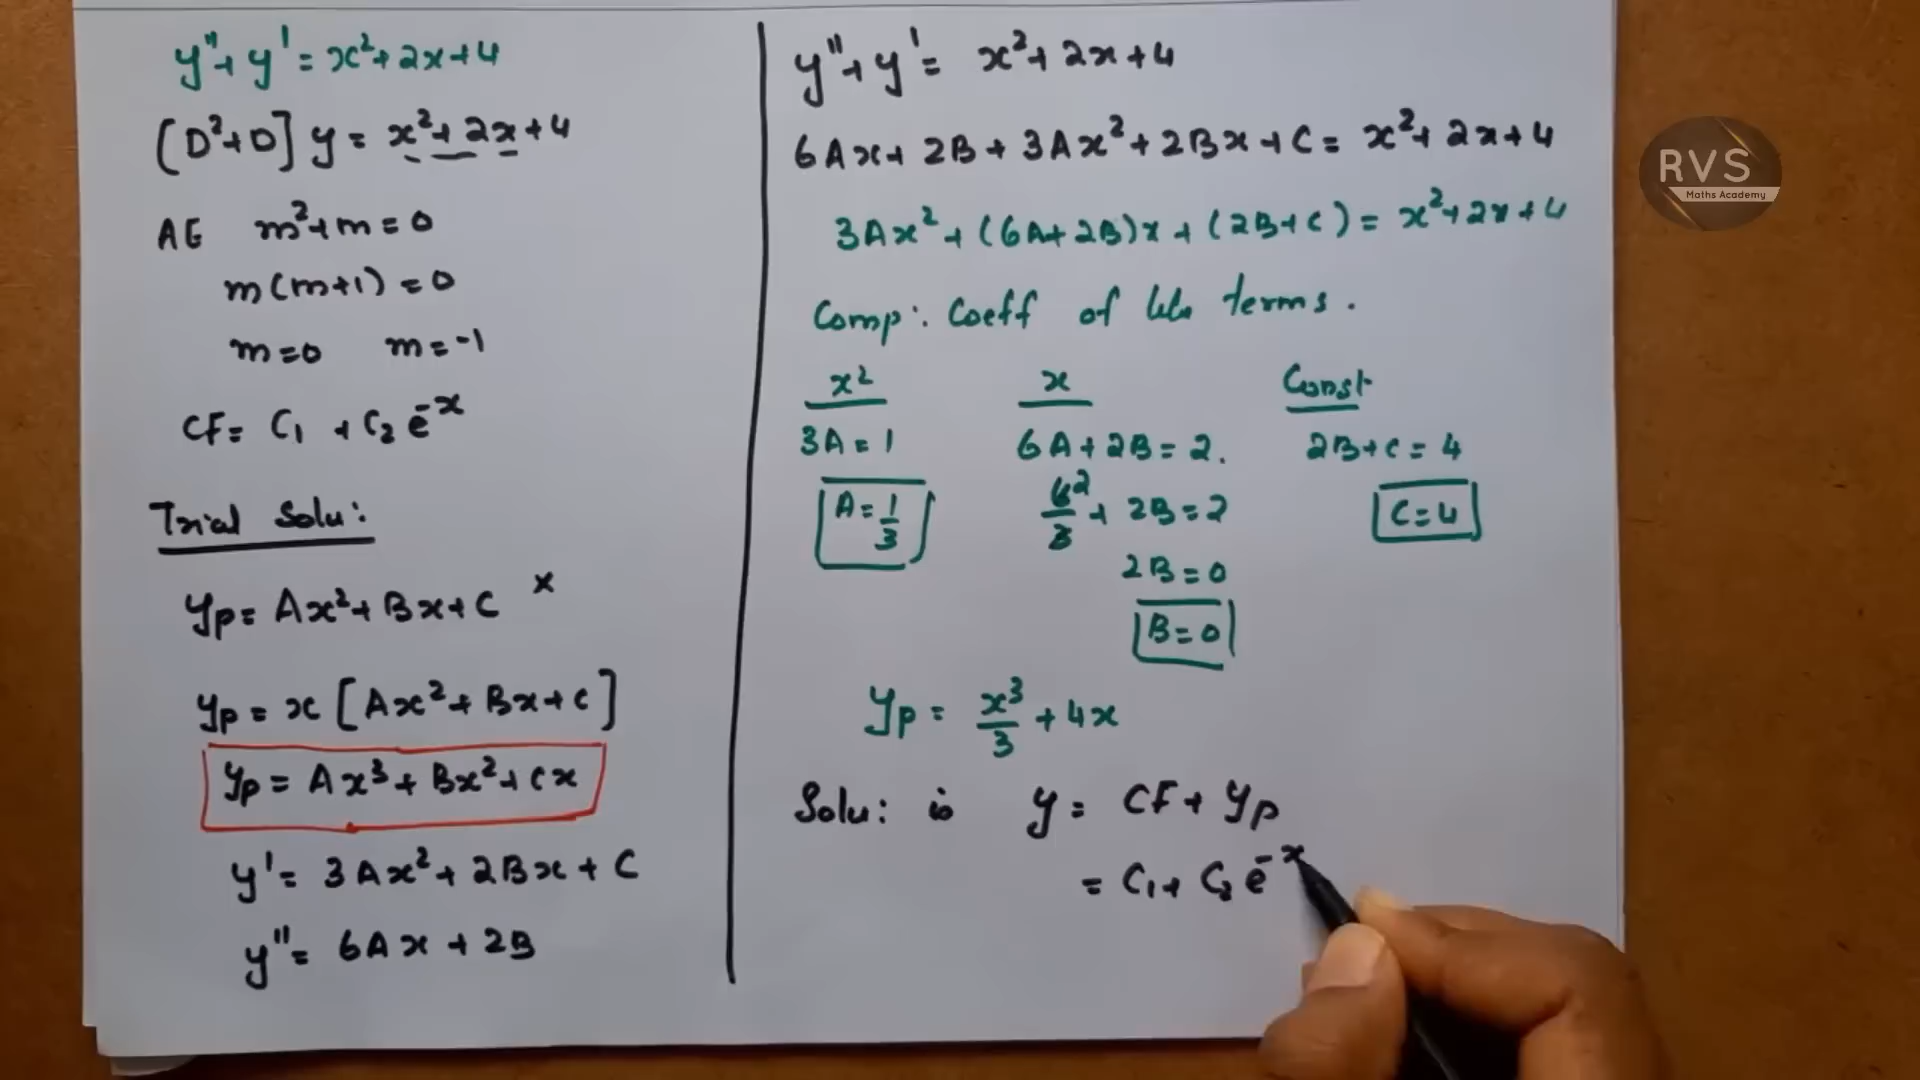 y''+y' = x²+2x+4
[D²+D] y = x²+2x+4
AE m²+m = 0
m(m+1) = 0
m=0 m=-1
CF = C₁ + C₂ e⁻ˣ
Trial Solu:
yp = Ax²+Bx+C x
yp = x [Ax²+Bx+C]
yp = Ax³+Bx²+Cx
y' = 3Ax²+2Bx+C
y'' = 6Ax+2B
y''+y' = x²+2x+4
6Ax+2B+3Ax²+2Bx+C = x²+2x+4
3Ax²+(6A+2B)x+(2B+C) = x²+2x+4
Comp: Coeff of like terms.
x² x Const
3A=1 6A+2B=2. 2B+C=4
A=1/3 6²/3+2B=2 C=4
2B=0
B=0
yp = x³/3 + 4x
Solu: is y = CF+yp
= C₁+C₂ e⁻ˣ
RVS
Maths Academy